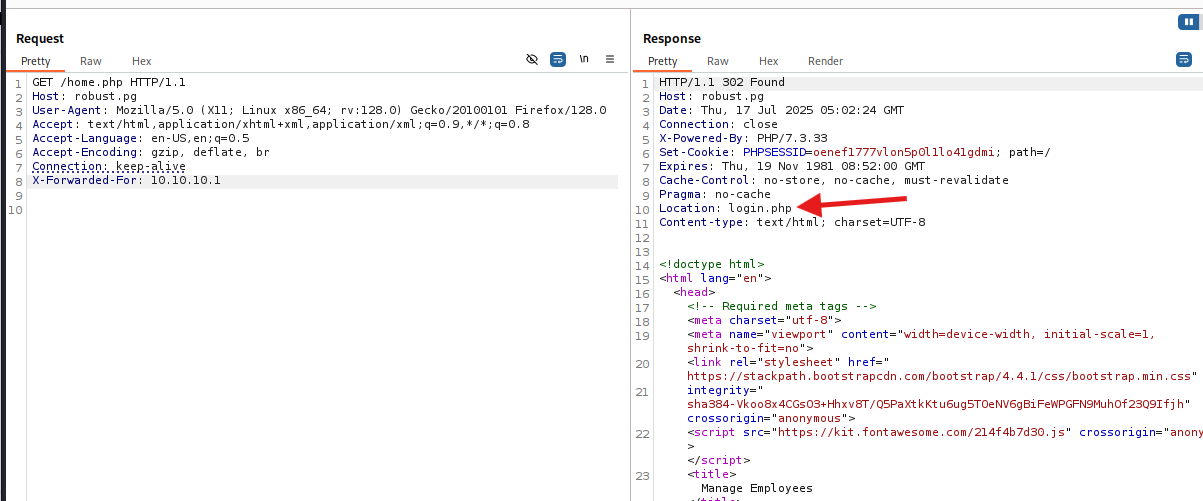 Request
Pretty Raw Hex
\n
1 GET /home.php HTTP/1.1
2 Host: robust.pg
3 User-Agent: Mozilla/5.0 (X11; Linux x86_64; rv:128.0) Gecko/20100101 Firefox/128.0
4 Accept: text/html,application/xhtml+xml,application/xml;q=0.9,*/*;q=0.8
5 Accept-Language: en-US,en;q=0.5
6 Accept-Encoding: gzip, deflate, br
7 Connection: keep-alive
8 X-Forwarded-For: 10.10.10.1
9
10
Response
Pretty Raw Hex Render
1 HTTP/1.1 302 Found
2 Host: robust.pg
3 Date: Thu, 17 Jul 2025 05:02:24 GMT
4 Connection: close
5 X-Powered-By: PHP/7.3.33
6 Set-Cookie: PHPSESSID=oenef1777vlon5p0l1lo41gdmi; path=/
7 Expires: Thu, 19 Nov 1981 08:52:00 GMT
8 Cache-Control: no-store, no-cache, must-revalidate
9 Pragma: no-cache
10 Location: login.php
11 Content-type: text/html; charset=UTF-8
12
13
14 <!doctype html>
15 <html lang="en">
16 <head>
17 <!-- Required meta tags -->
18 <meta charset="utf-8">
19 <meta name="viewport" content="width=device-width, initial-scale=1,
shrink-to-fit=no">
20 <link rel="stylesheet" href="
https://stackpath.bootstrapcdn.com/bootstrap/4.4.1/css/bootstrap.min.css"
21 integrity="
sha384-Vkoo8x4CGsO3+Hhxv8T/Q5PaXtkKtu6ug5TOeNV6gBiFeWPGFN9MuhOf23Q9Ifjh"
crossorigin="anonymous">
22 <script src="https://kit.fontawesome.com/214f4b7d30.js" crossorigin="anony
>
</script>
23 <title>
Manage Employees
</title>